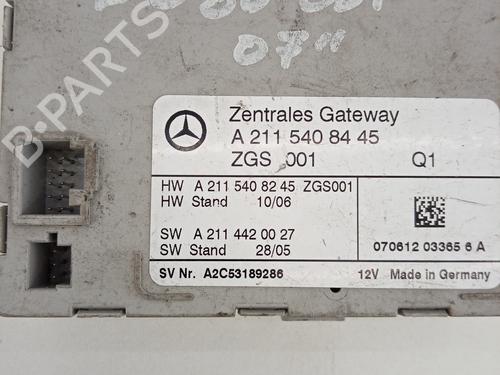 07"
B-PARTS
Zentrales Gateway
A 211 540 84 45
ZGS 001 Q1
HW A 211 540 82 45 ZGS001
HW Stand 10/06
SW A 211 442 00 27
SW Stand 28/05
070612 03365 6 A
SV Nr. A2C53189286
12V Made in Germany